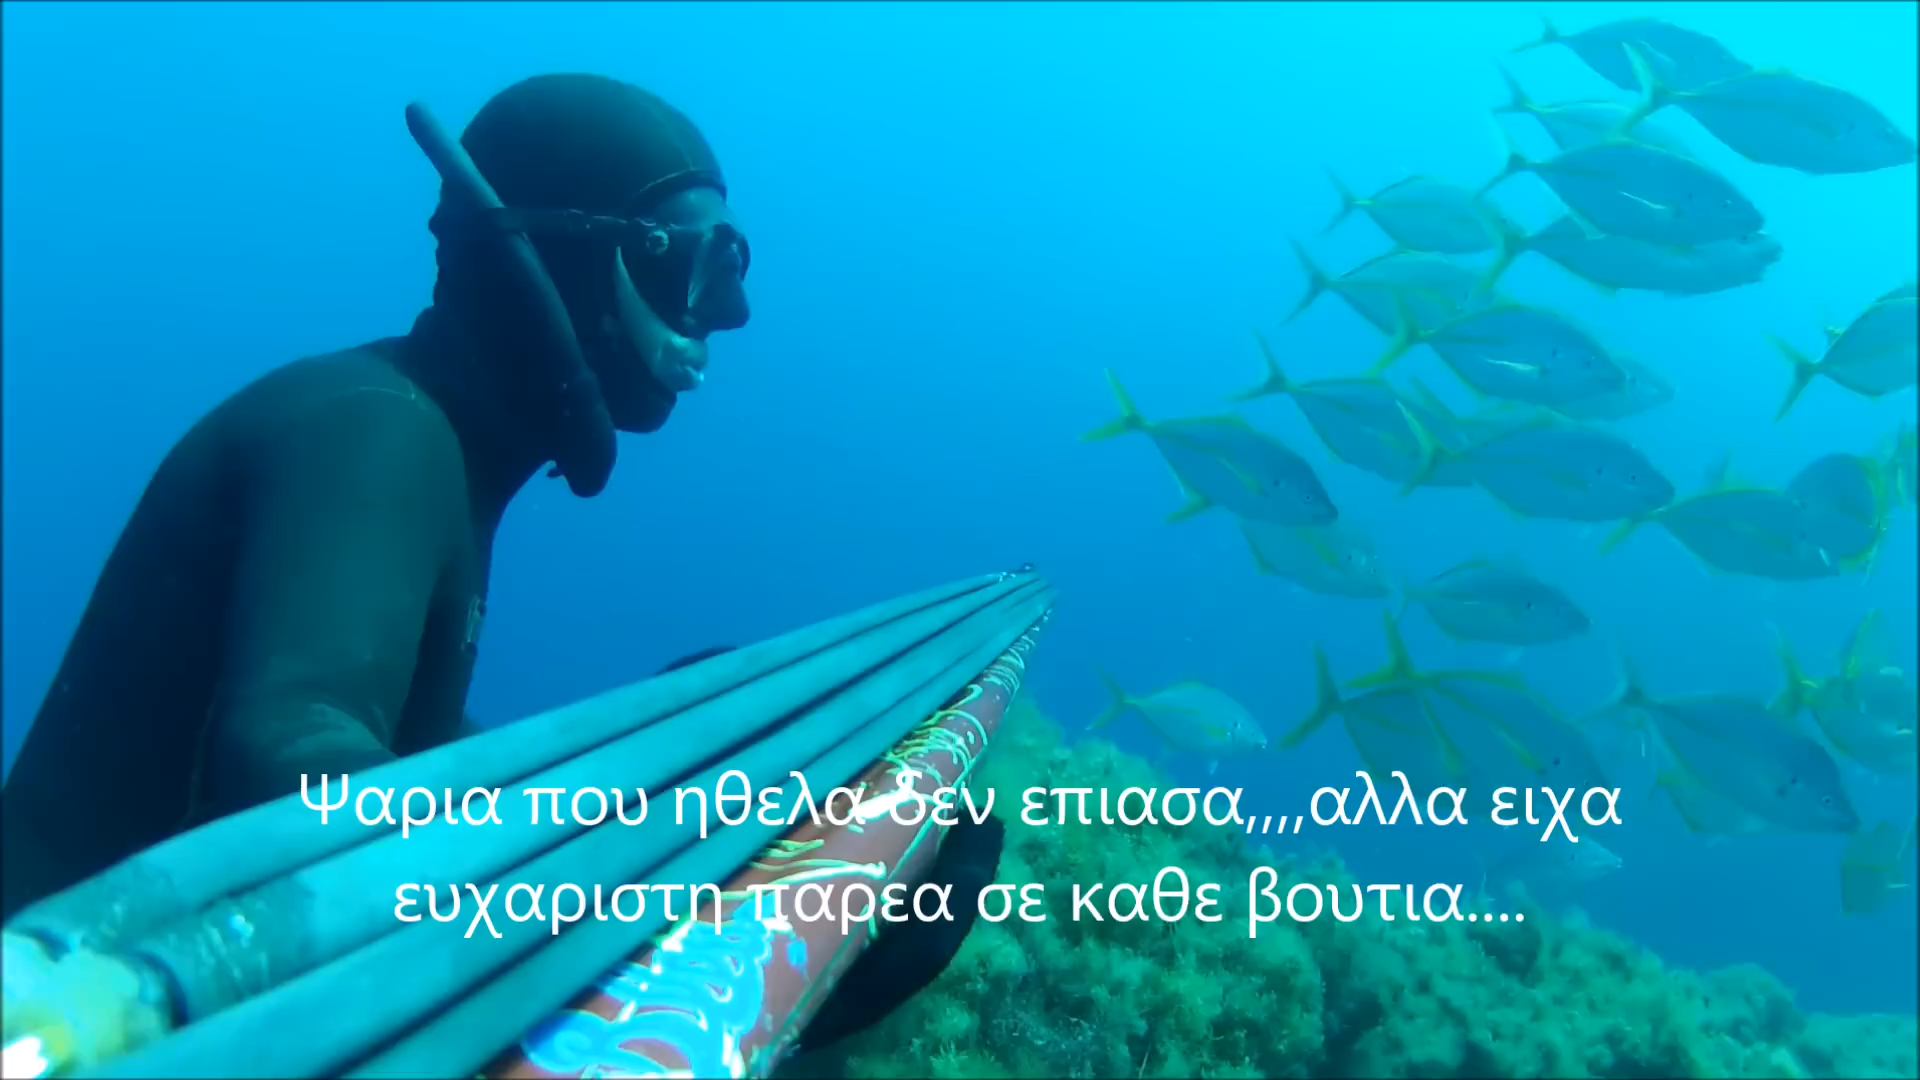 Ψαρια που ηθελα δεν επιασα,,,,αλλα ειχα
ευχαριστη παρεα σε καθε βουτια....